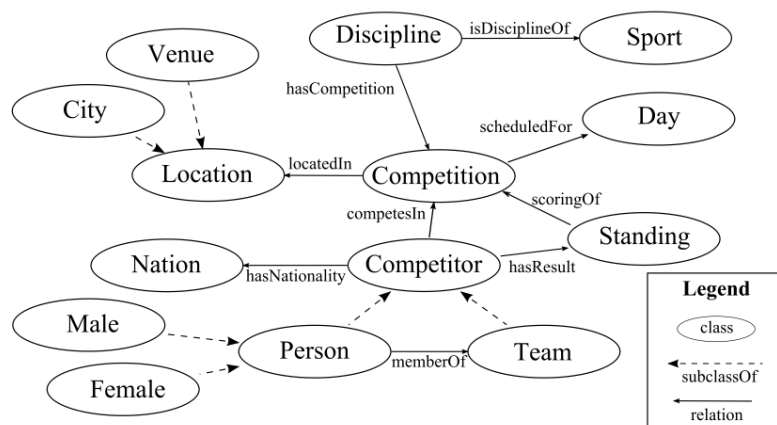 Discipline
isDisciplineOf
Sport
Venue
hasCompetition
City
scheduledFor
Day
Location
locatedIn
Competition
competesIn
scoringOf
Standing
Nation
hasNationality
Competitor
hasResult
Legend
Male
class
Person
memberOf
Team
subclassOf
Female
relation